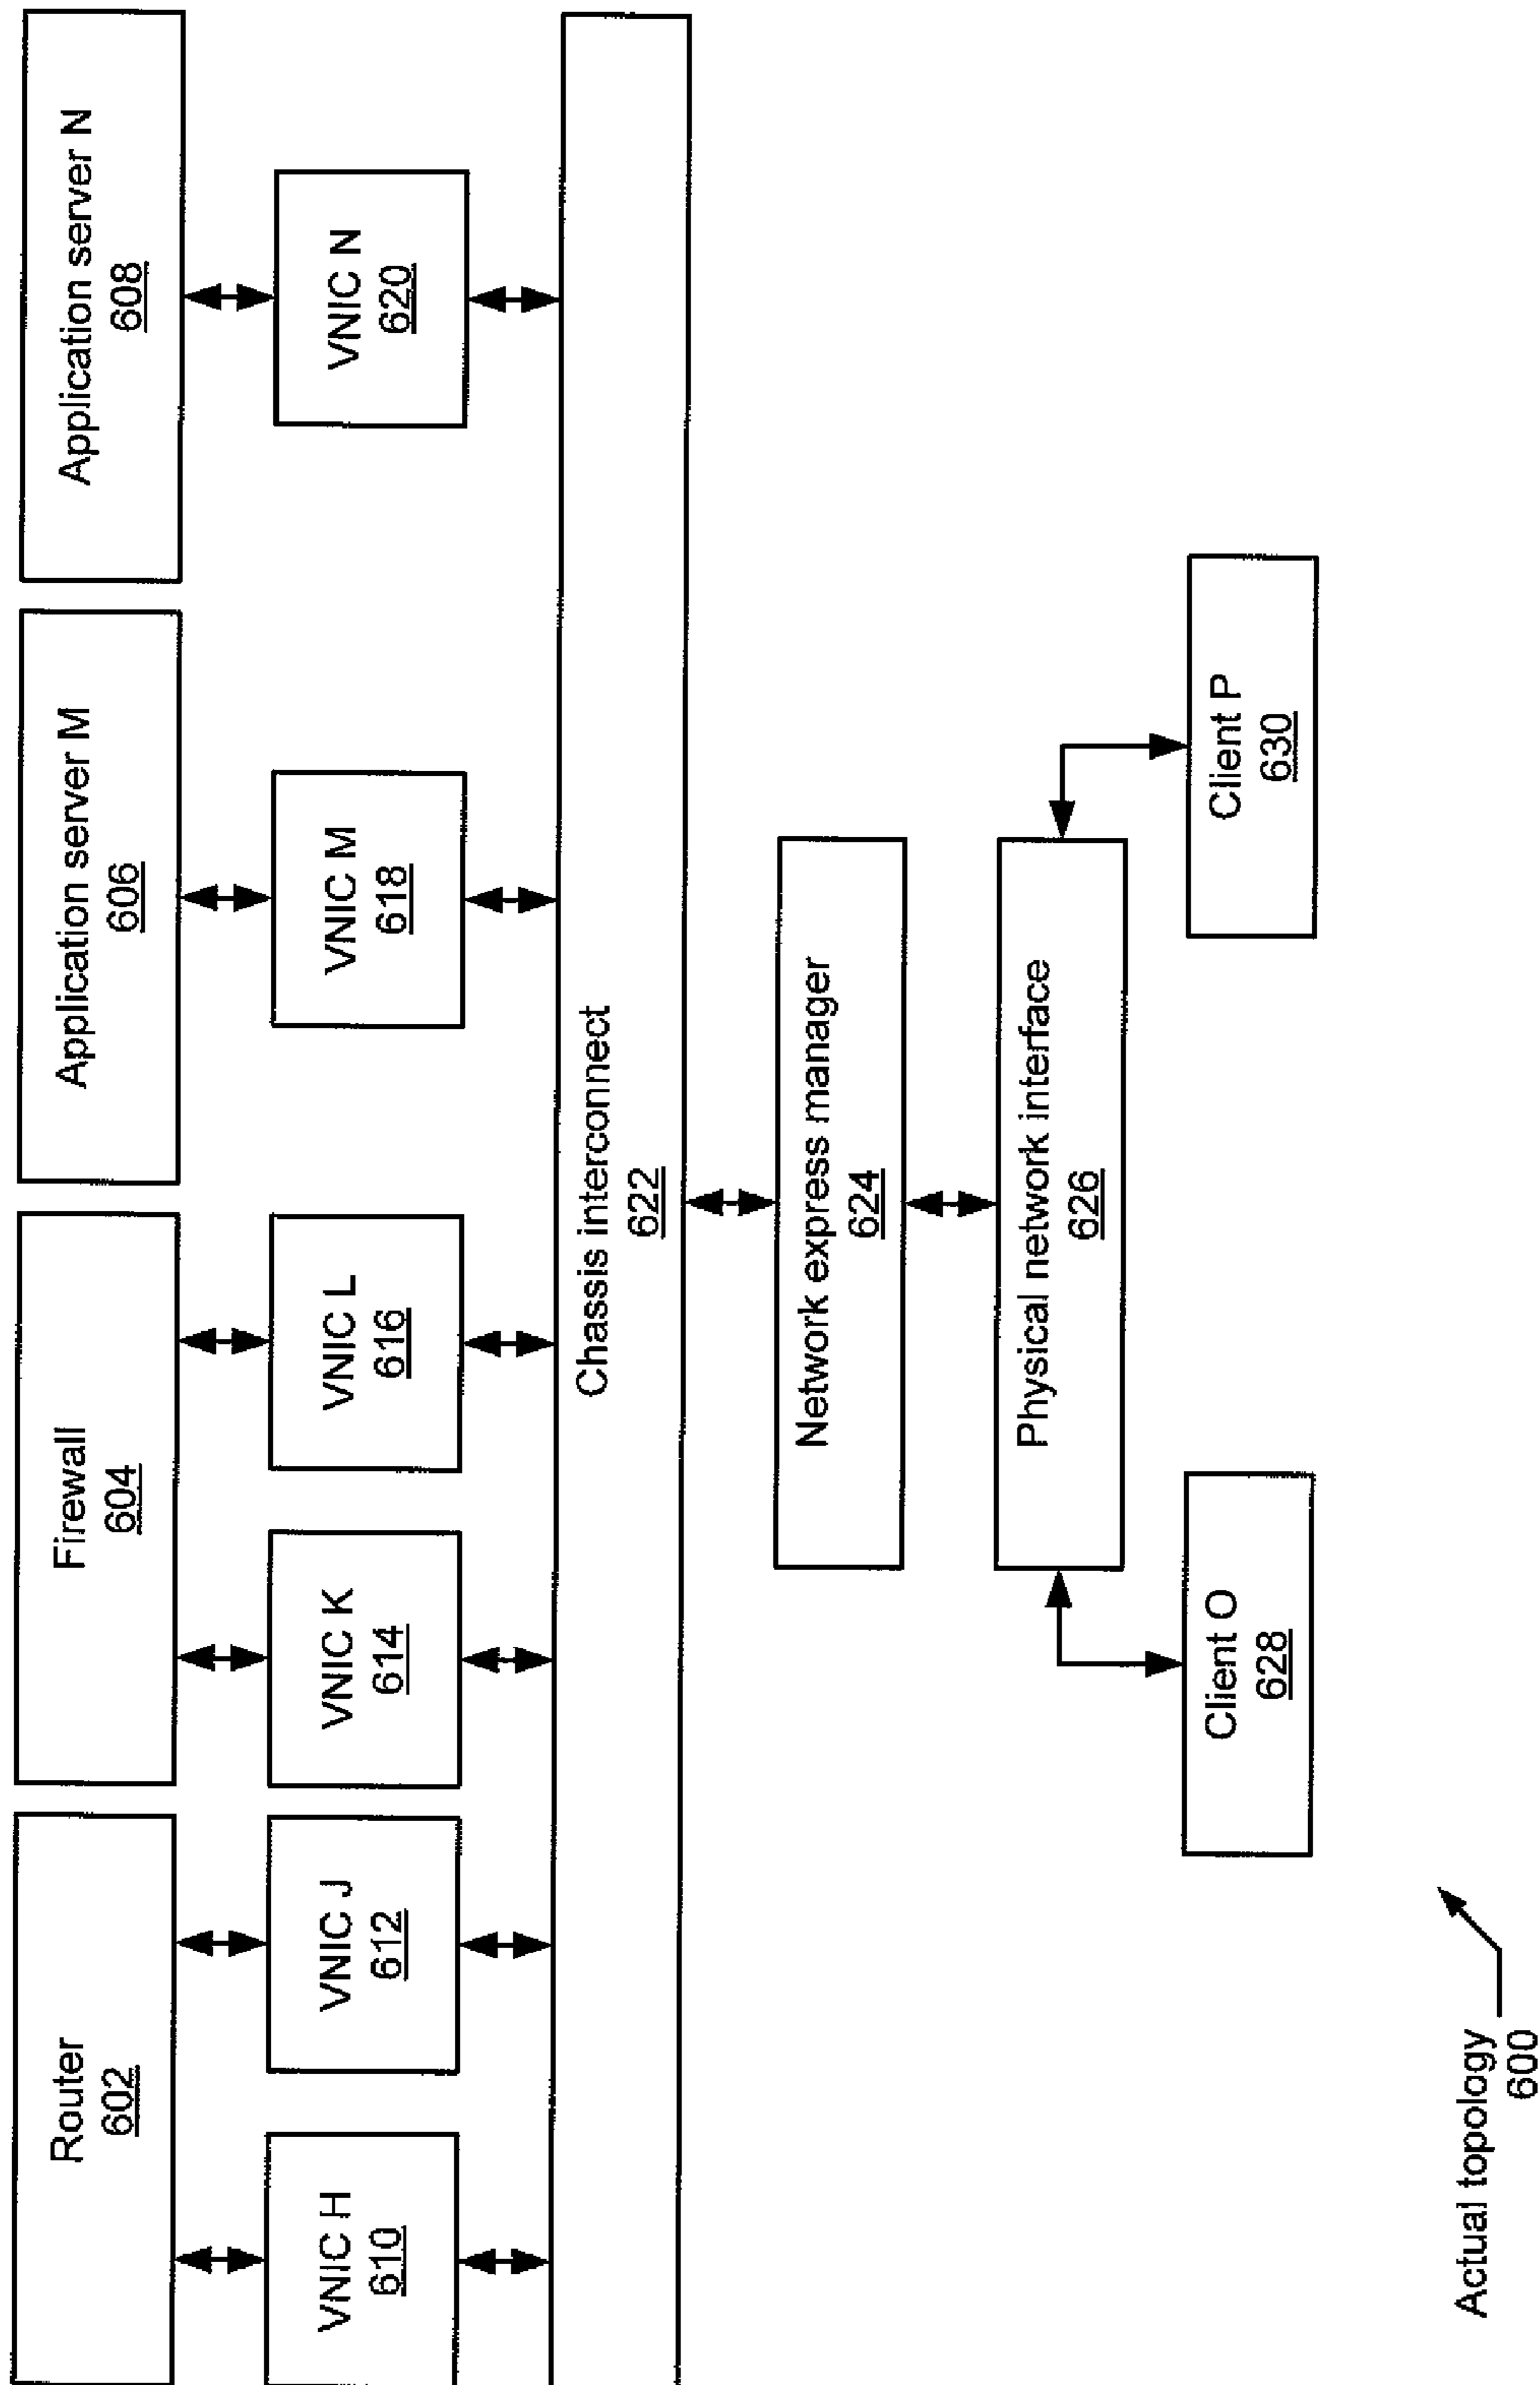 Router
602
Firewall
604
Application server M
606
Application server N
608
VNIC H
610
VNIC J
612
VNIC K
614
VNIC L
616
VNIC M
618
VNIC N
620
Chassis interconnect
622
Network express manager
624
Physical network interface
626
Client O
628
Client P
630
Actual topology
600